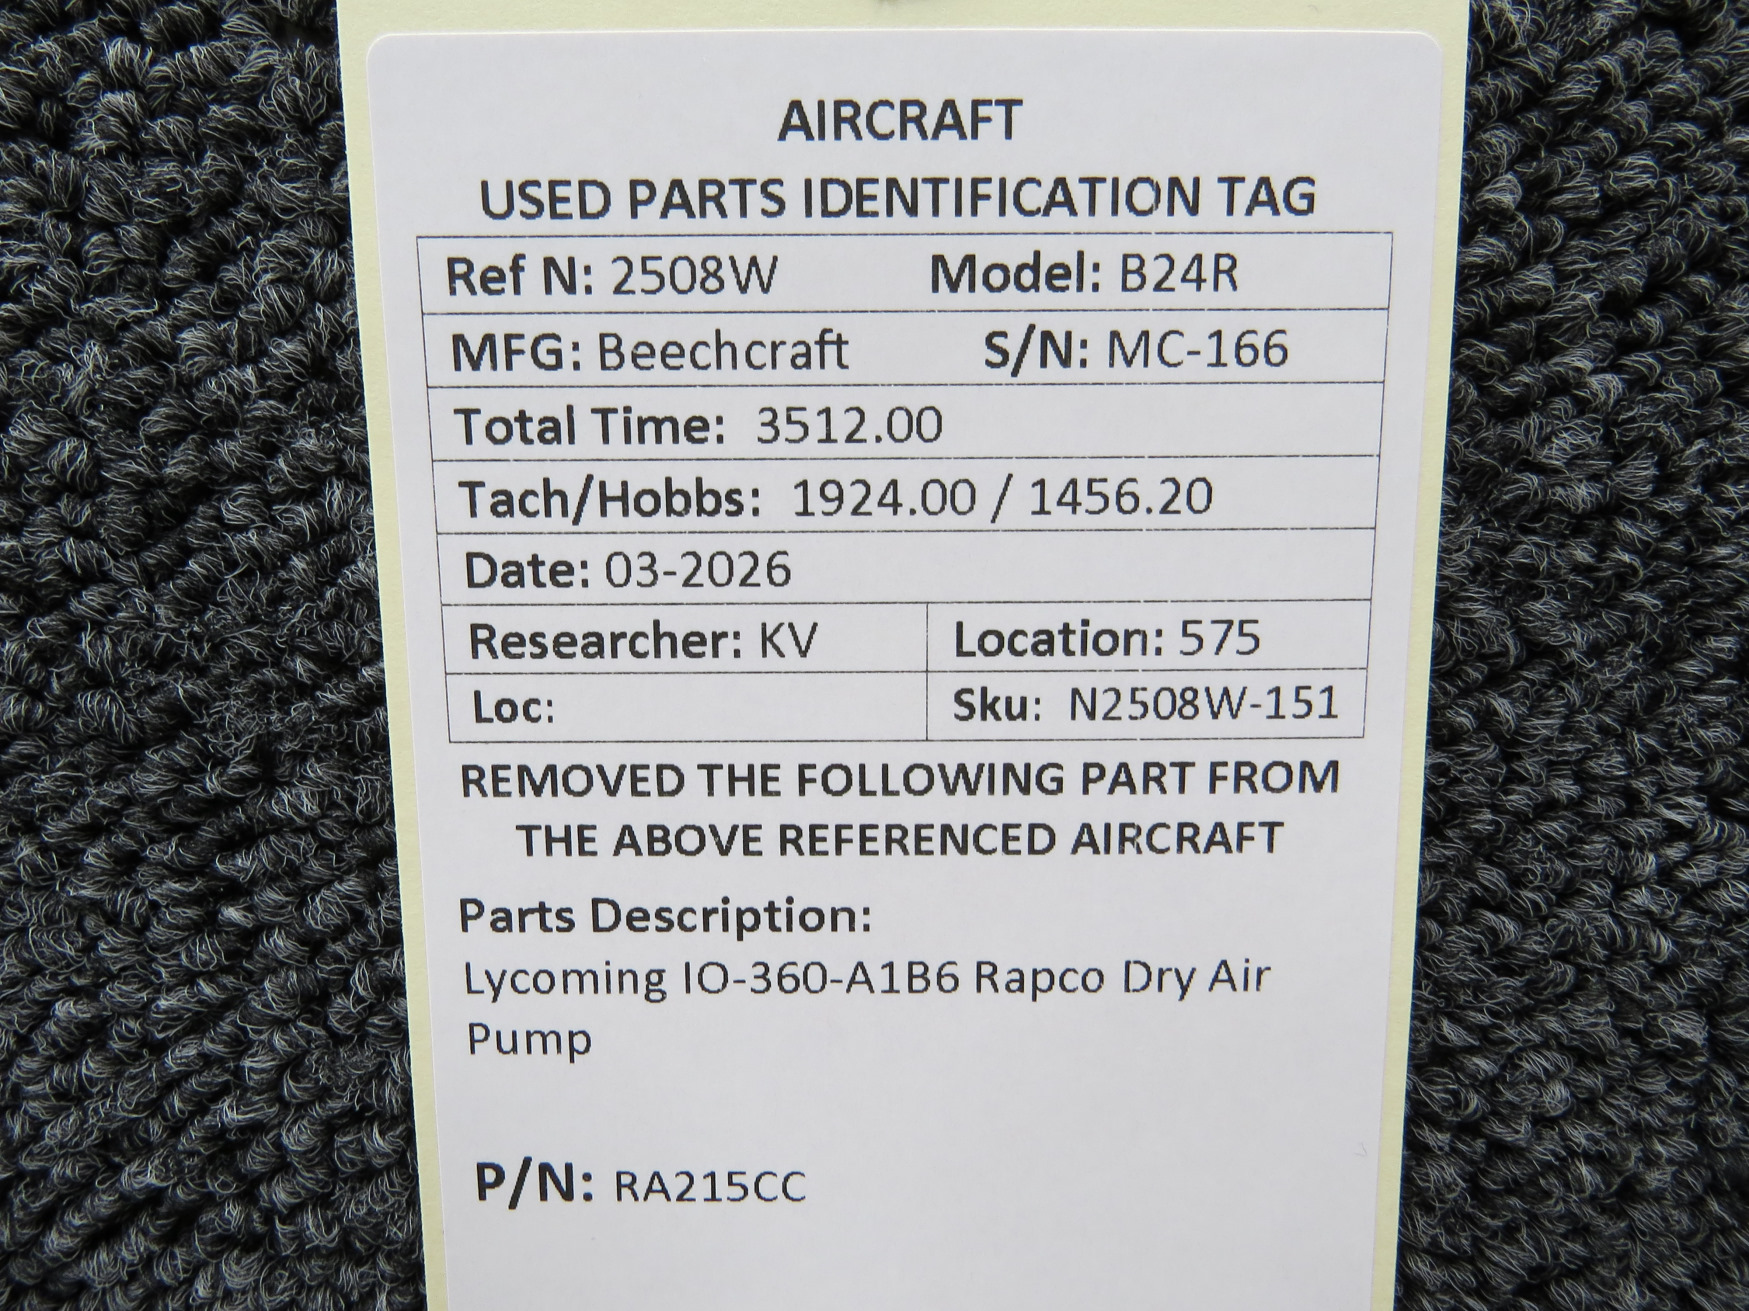 AIRCRAFT
USED PARTS IDENTIFICATION TAG
Ref N: 2508W Model: B24R
MFG: Beechcraft S/N: MC-166
Total Time: 3512.00
Tach/Hobbs: 1924.00 / 1456.20
Date: 03-2026
Researcher: KV Location: 575
Loc: Sku: N2508W-151
REMOVED THE FOLLOWING PART FROM
THE ABOVE REFERENCED AIRCRAFT
Parts Description:
Lycoming IO-360-A1B6 Rapco Dry Air
Pump
P/N: RA215CC